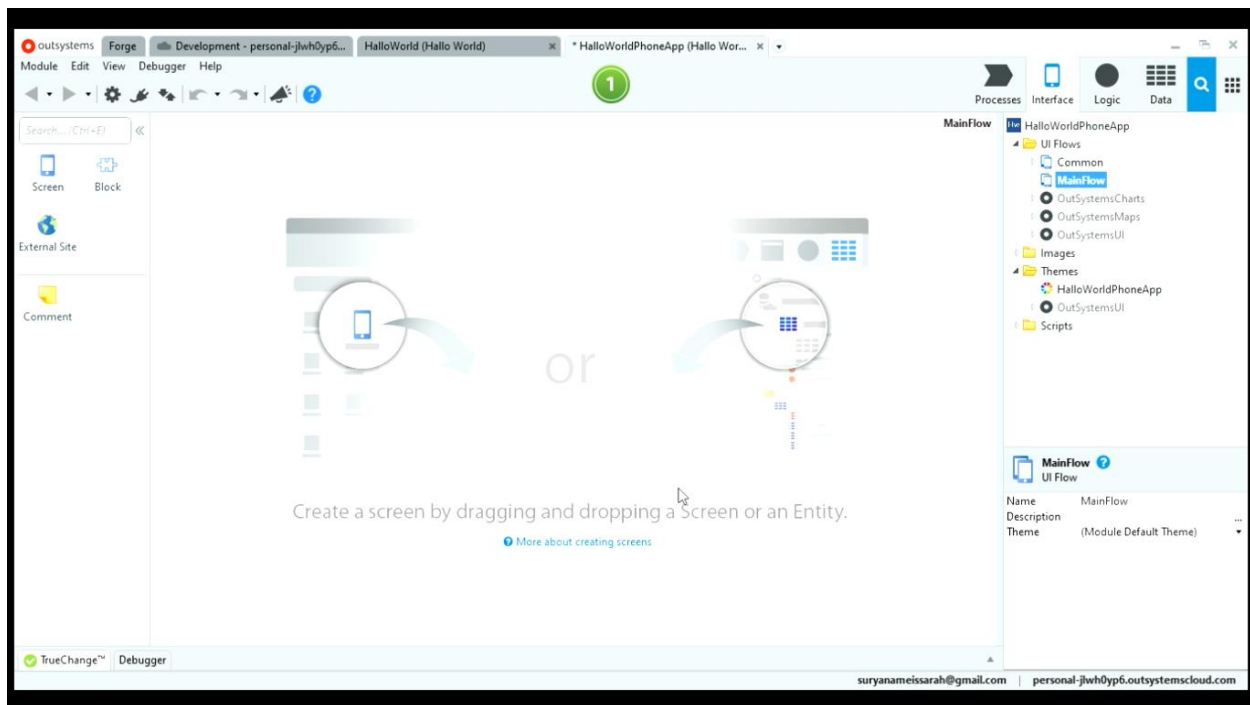 outsystems Forge Development - personal-jlwh0yp6... HalloWorld (Hallo World) * HalloWorldPhoneApp (Hallo Wor...
Module Edit View Debugger Help
1
Processes Interface Logic Data
Search... (Ctrl+E)
Screen Block
External Site
Comment
MainFlow
or
Create a screen by dragging and dropping a Screen or an Entity.
More about creating screens
HalloWorldPhoneApp
UI Flows
Common
MainFlow
OutSystemsCharts
OutSystemsMaps
OutSystemsUI
Images
Themes
HalloWorldPhoneApp
OutSystemsUI
Scripts
MainFlow
UI Flow
Name MainFlow
Description ...
Theme (Module Default Theme)
TrueChange™ Debugger
suryanameissarah@gmail.com | personal-jlwh0yp6.outsystemscloud.com